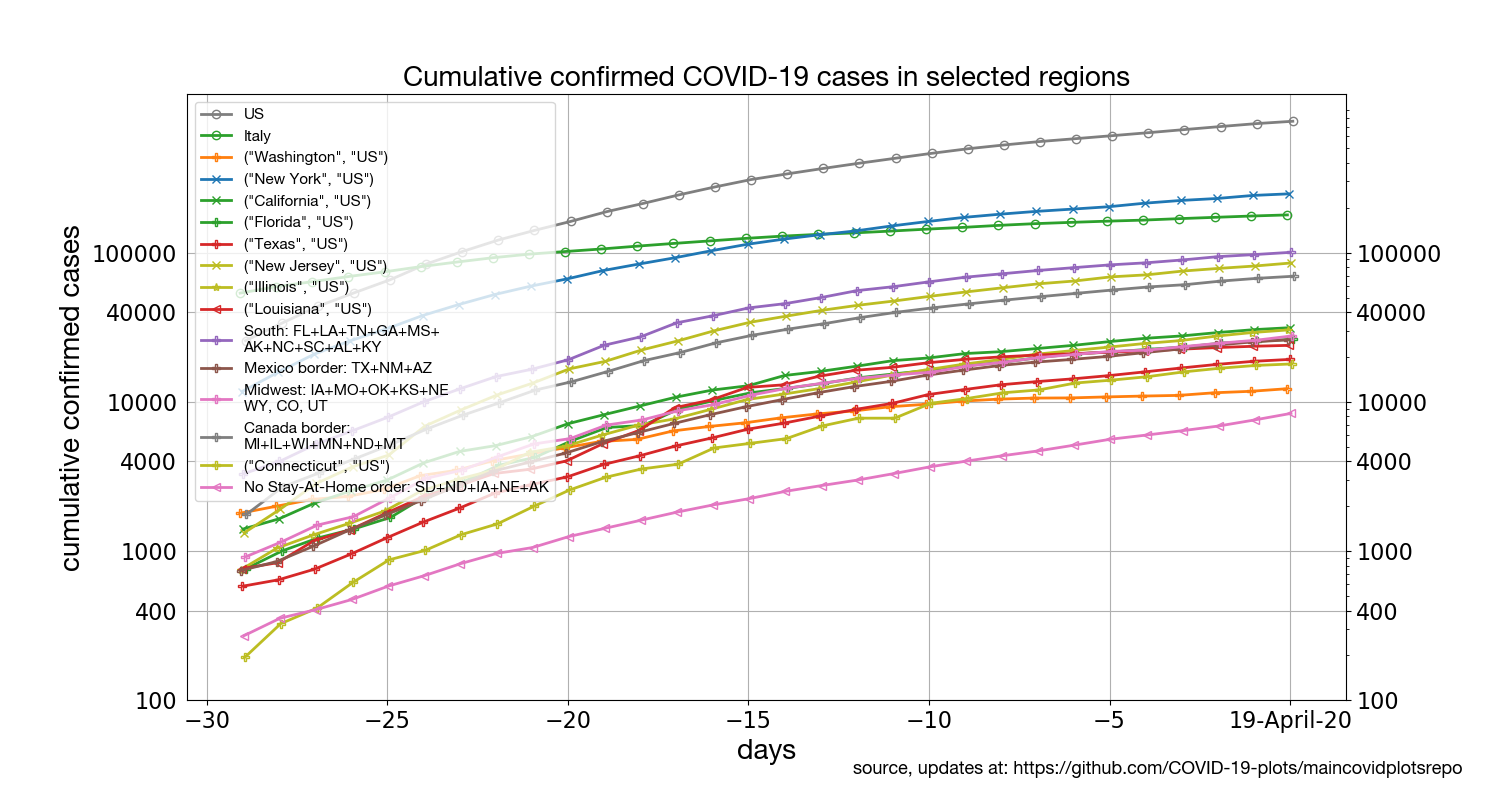 Cumulative confirmed COVID-19 cases in selected regions
US
Italy
("Washington", "US")
("New York", "US")
("California", "US")
("Florida", "US")
("Texas", "US")
("New Jersey", "US")
("Illinois", "US")
("Louisiana", "US")
South: FL+LA+TN+GA+MS+
AK+NC+SC+AL+KY
Mexico border: TX+NM+AZ
Midwest: IA+MO+OK+KS+NE
WY, CO, UT
Canada border:
MI+IL+WI+MN+ND+MT
("Connecticut", "US")
No Stay-At-Home order: SD+ND+IA+NE+AK
cumulative confirmed cases
100000
40000
10000
4000
1000
400
100
100000
40000
10000
4000
1000
400
100
−30
−25
−20
−15
−10
−5
19-April-20
days
source, updates at: https://github.com/COVID-19-plots/maincovidplotsrepo